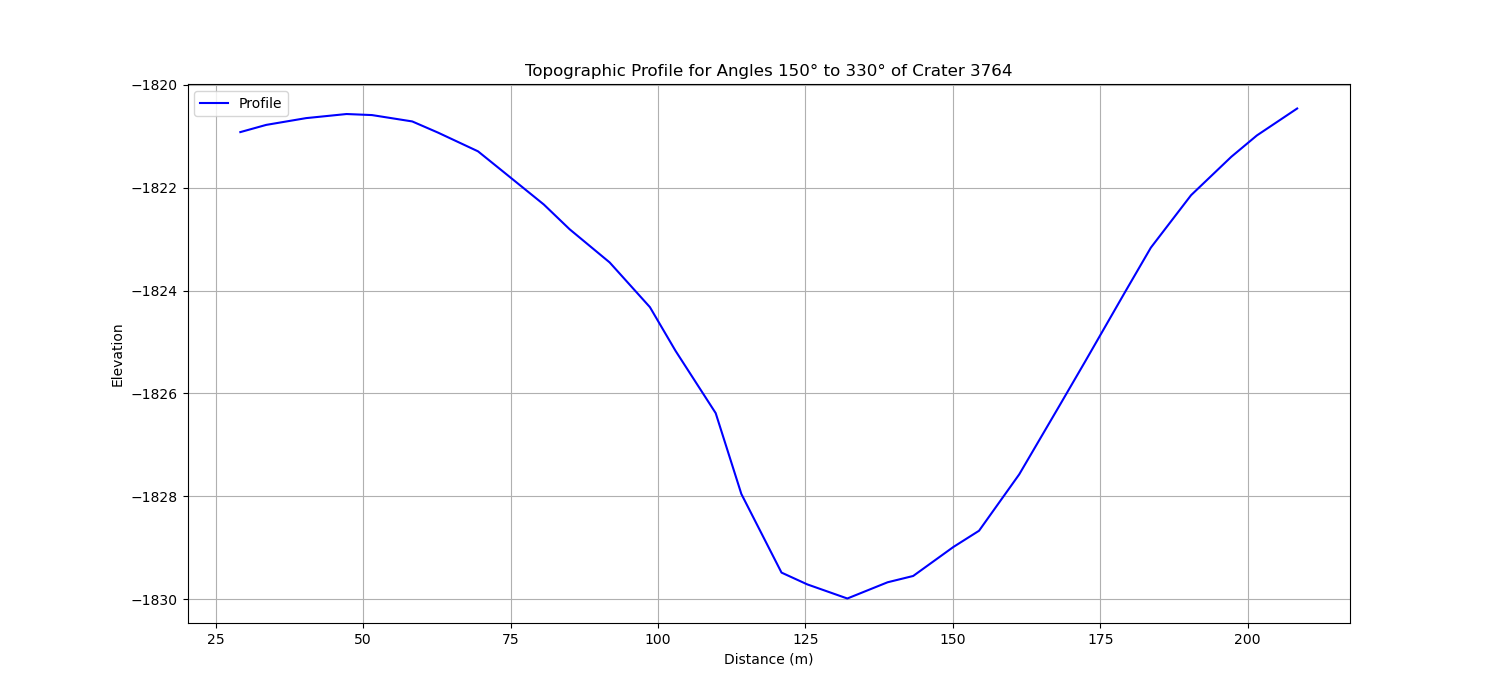 Topographic Profile for Angles 150° to 330° of Crater 3764
Profile
−1820
−1822
−1824
−1826
−1828
−1830
Elevation
25 50 75 100 125 150 175 200
Distance (m)